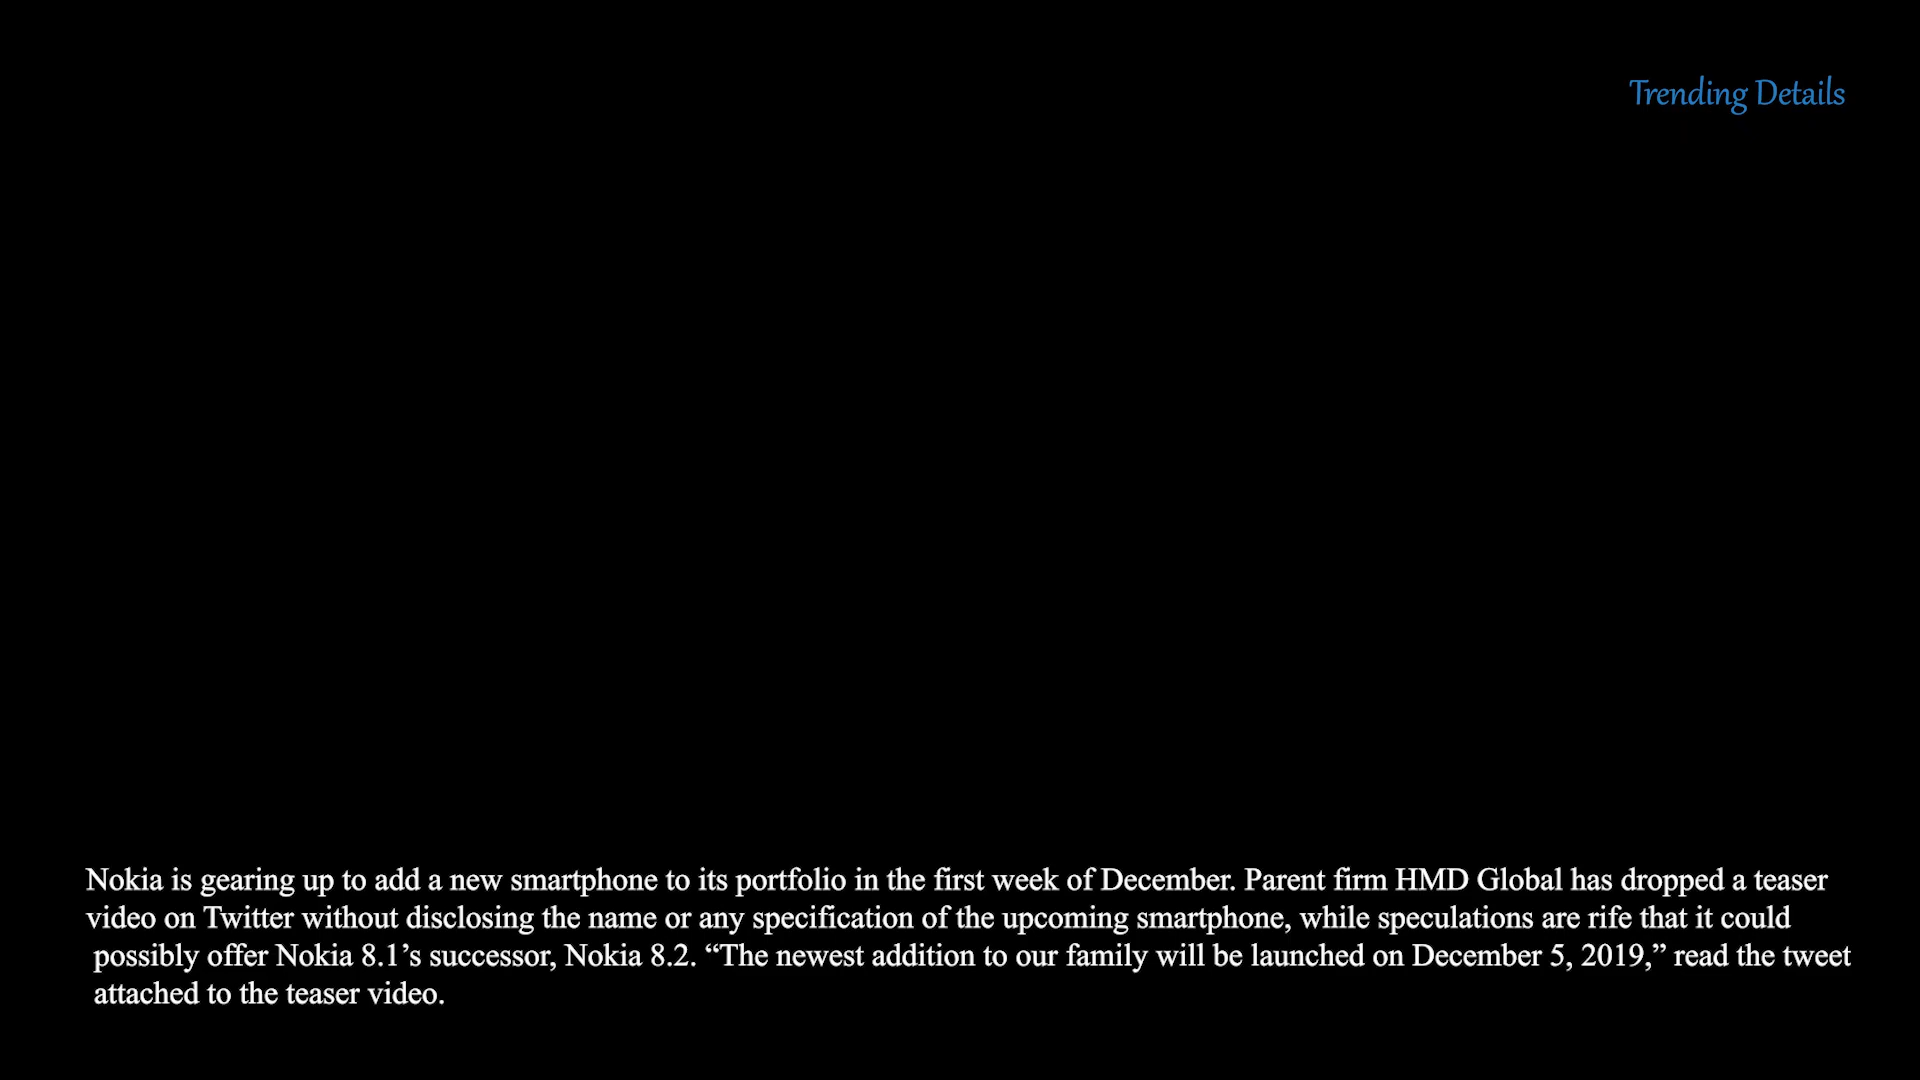 Trending Details
Nokia is gearing up to add a new smartphone to its portfolio in the first week of December. Parent firm HMD Global has dropped a teaser
video on Twitter without disclosing the name or any specification of the upcoming smartphone, while speculations are rife that it could
possibly offer Nokia 8.1’s successor, Nokia 8.2. “The newest addition to our family will be launched on December 5, 2019,” read the tweet
attached to the teaser video.